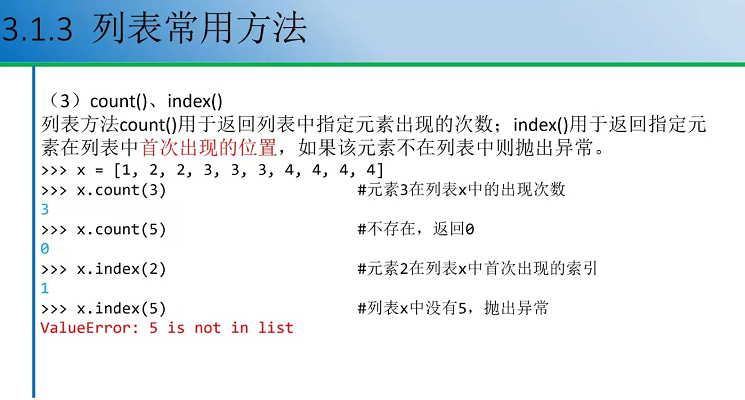 3.1.3 列表常用方法
（3）count()、index()
列表方法count()用于返回列表中指定元素出现的次数；index()用于返回指定元
素在列表中首次出现的位置，如果该元素不在列表中则抛出异常。
>>> x = [1, 2, 2, 3, 3, 3, 4, 4, 4, 4]
>>> x.count(3) #元素3在列表x中的出现次数
3
>>> x.count(5) #不存在，返回0
0
>>> x.index(2) #元素2在列表x中首次出现的索引
1
>>> x.index(5) #列表x中没有5，抛出异常
ValueError: 5 is not in list